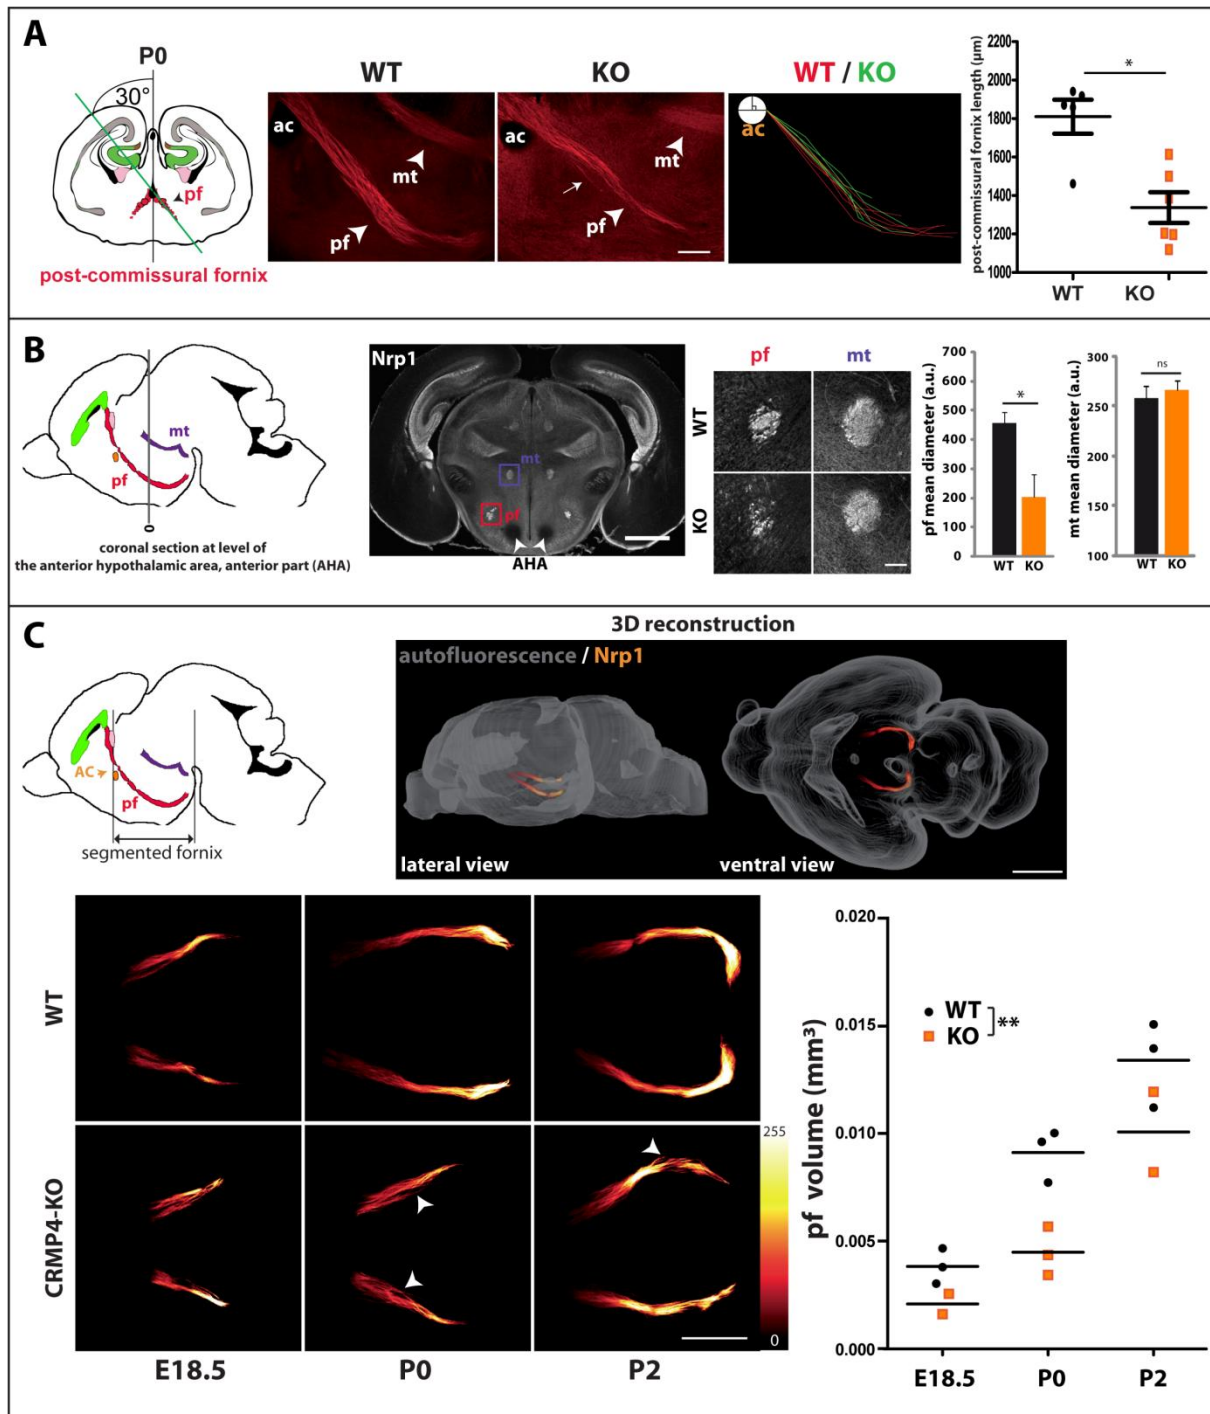 A
P0
30°
pf
post-commissural fornix
WT
KO
WT / KO
ac
mt
pf
ac
mt
pf
h
ac
post-commissural fornix length (µm)
2200
2000
1800
1600
1400
1200
1000
*
WT
KO
B
mt
pf
coronal section at level of
the anterior hypothalamic area, anterior part (AHA)
Nrp1
mt
pf
AHA
pf
mt
WT
KO
pf mean diameter (a.u.)
700
600
500
400
300
200
100
0
*
WT
KO
mt mean diameter (a.u.)
300
250
200
150
100
ns
WT
KO
C
AC
pf
segmented fornix
3D reconstruction
autofluorescence / Nrp1
lateral view
ventral view
WT
CRMP4-KO
255
0
E18.5
P0
P2
pf volume (mm³)
0.020
0.015
0.010
0.005
0.000
WT
KO
**
E18.5
P0
P2